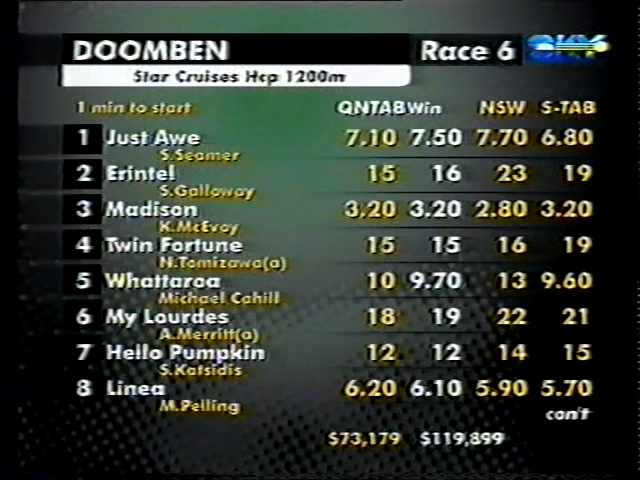 DOOMBEN Race 6 SKY
Star Cruises Hcp 1200m
1 min to start QNTAB Win NSW S-TAB
1 Just Awe 7.10 7.50 7.70 6.80
S.Seamer
2 Erintel 15 16 23 19
S.Galloway
3 Madison 3.20 3.20 2.80 3.20
K.McEvoy
4 Twin Fortune 15 15 16 19
N.Tomizawa(a)
5 Whattaroa 10 9.70 13 9.60
Michael Cahill
6 My Lourdes 18 19 22 21
A.Merritt(a)
7 Hello Pumpkin 12 12 14 15
S.Katsidis
8 Linea 6.20 6.10 5.90 5.70
M.Pelling
con't
$73,179 $119,899